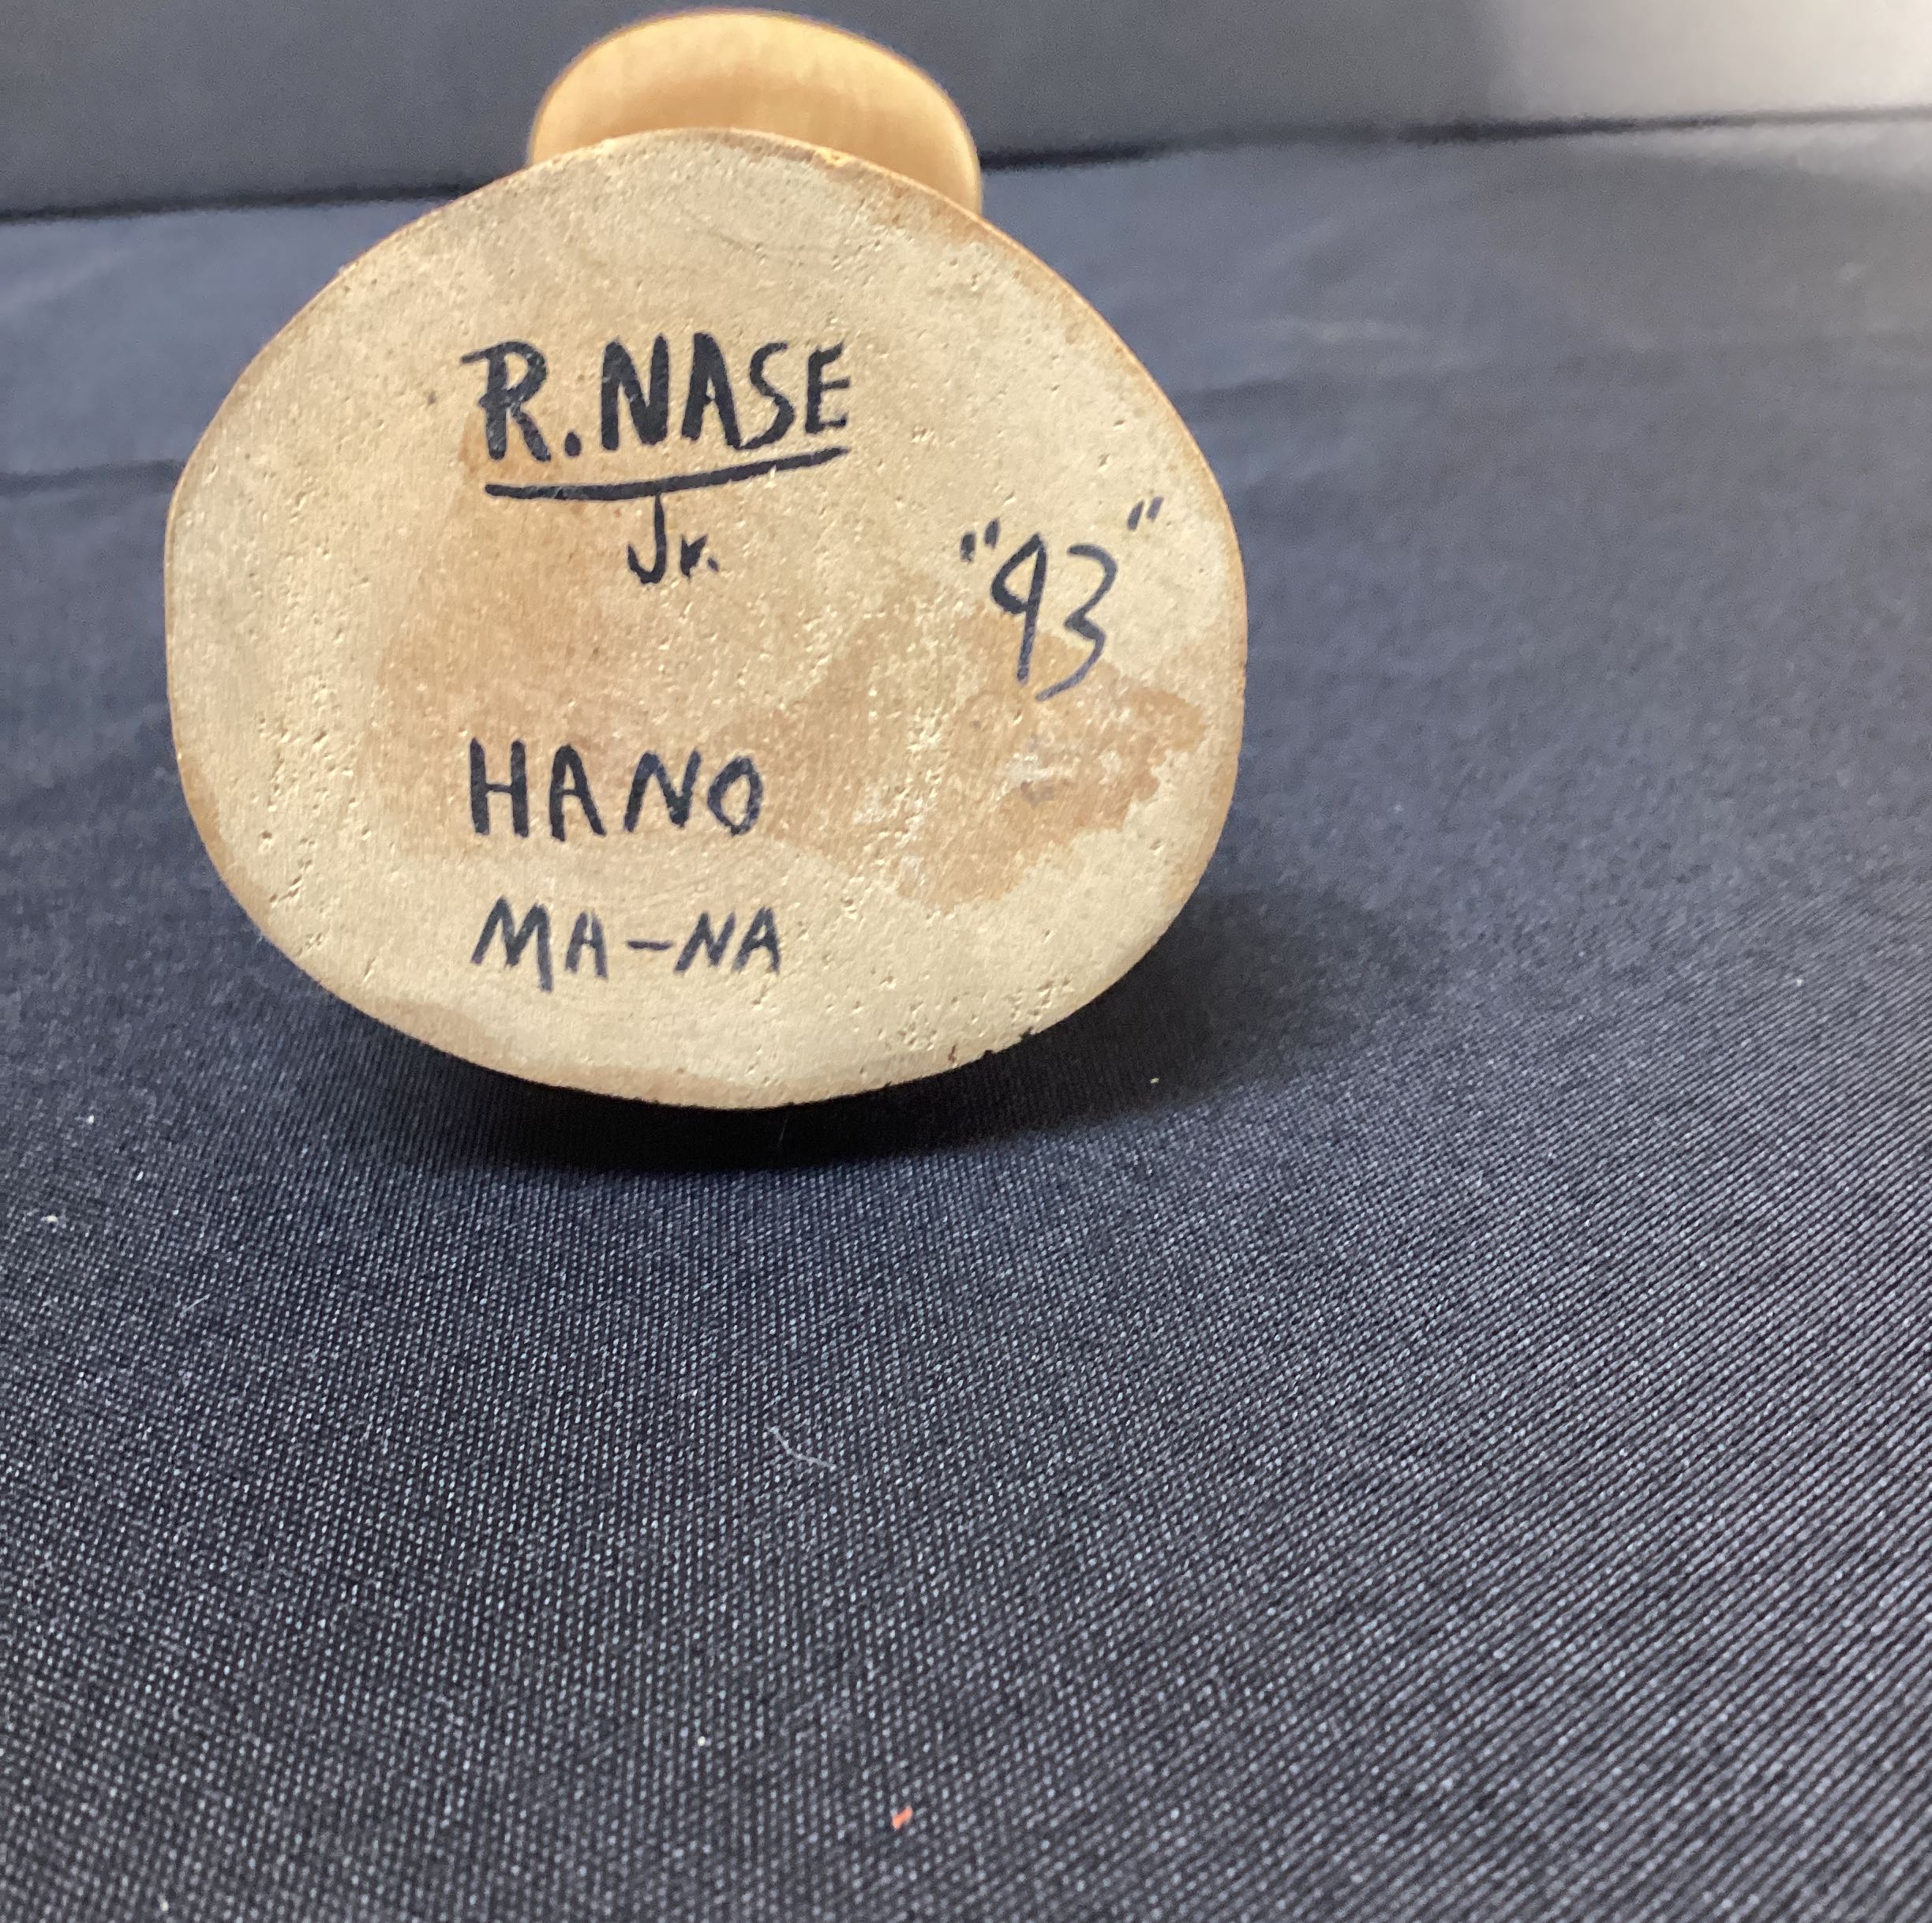 R.NASE
Jr.
"93"
HANO
MA-NA